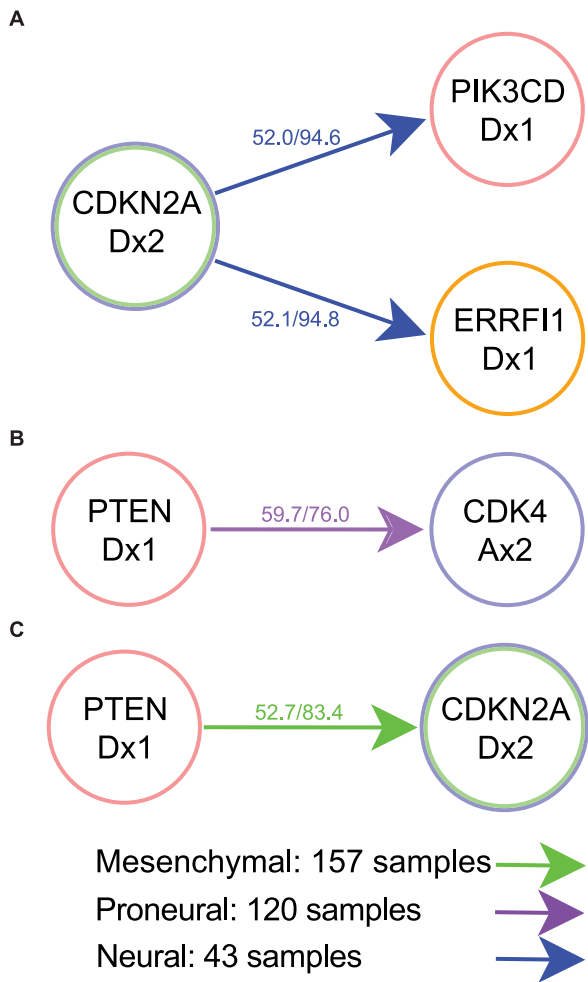 A
PIK3CD
Dx1
52.0/94.6
CDKN2A
Dx2
52.1/94.8
ERRFI1
Dx1
B
PTEN
Dx1
59.7/76.0
CDK4
Ax2
C
PTEN
Dx1
52.7/83.4
CDKN2A
Dx2
Mesenchymal: 157 samples
Proneural: 120 samples
Neural: 43 samples